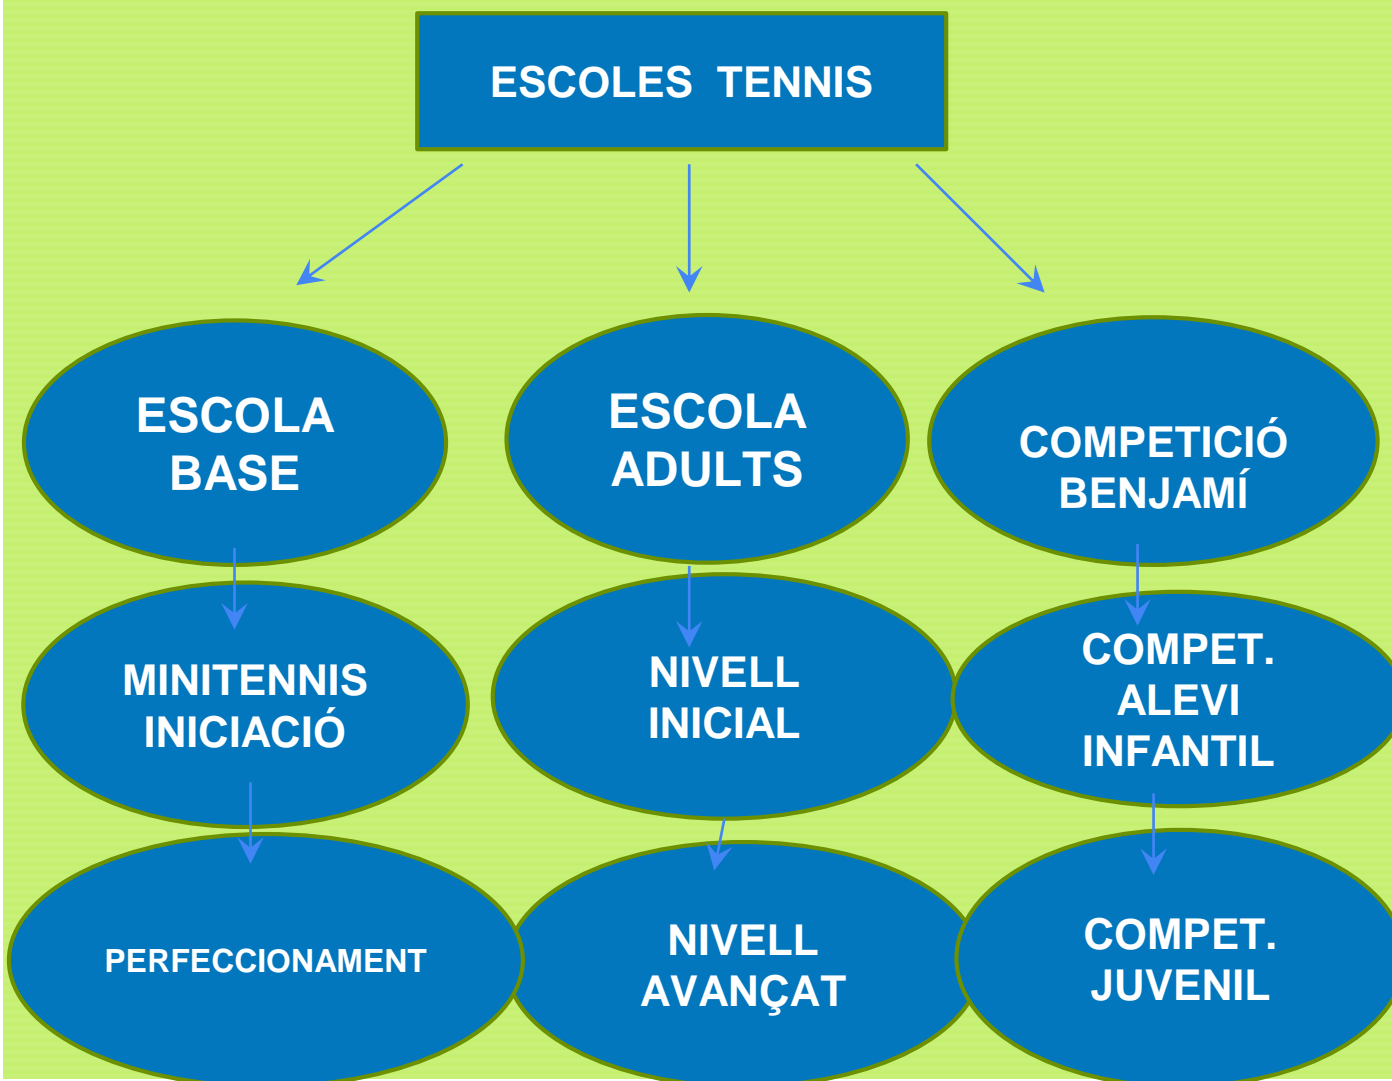 ESCOLES TENNIS
ESCOLA
BASE
ESCOLA
ADULTS
COMPETICIÓ
BENJAMÍ
MINITENNIS
INICIACIÓ
NIVELL
INICIAL
COMPET.
ALEVI
INFANTIL
PERFECCIONAMENT
NIVELL
AVANÇAT
COMPET.
JUVENIL